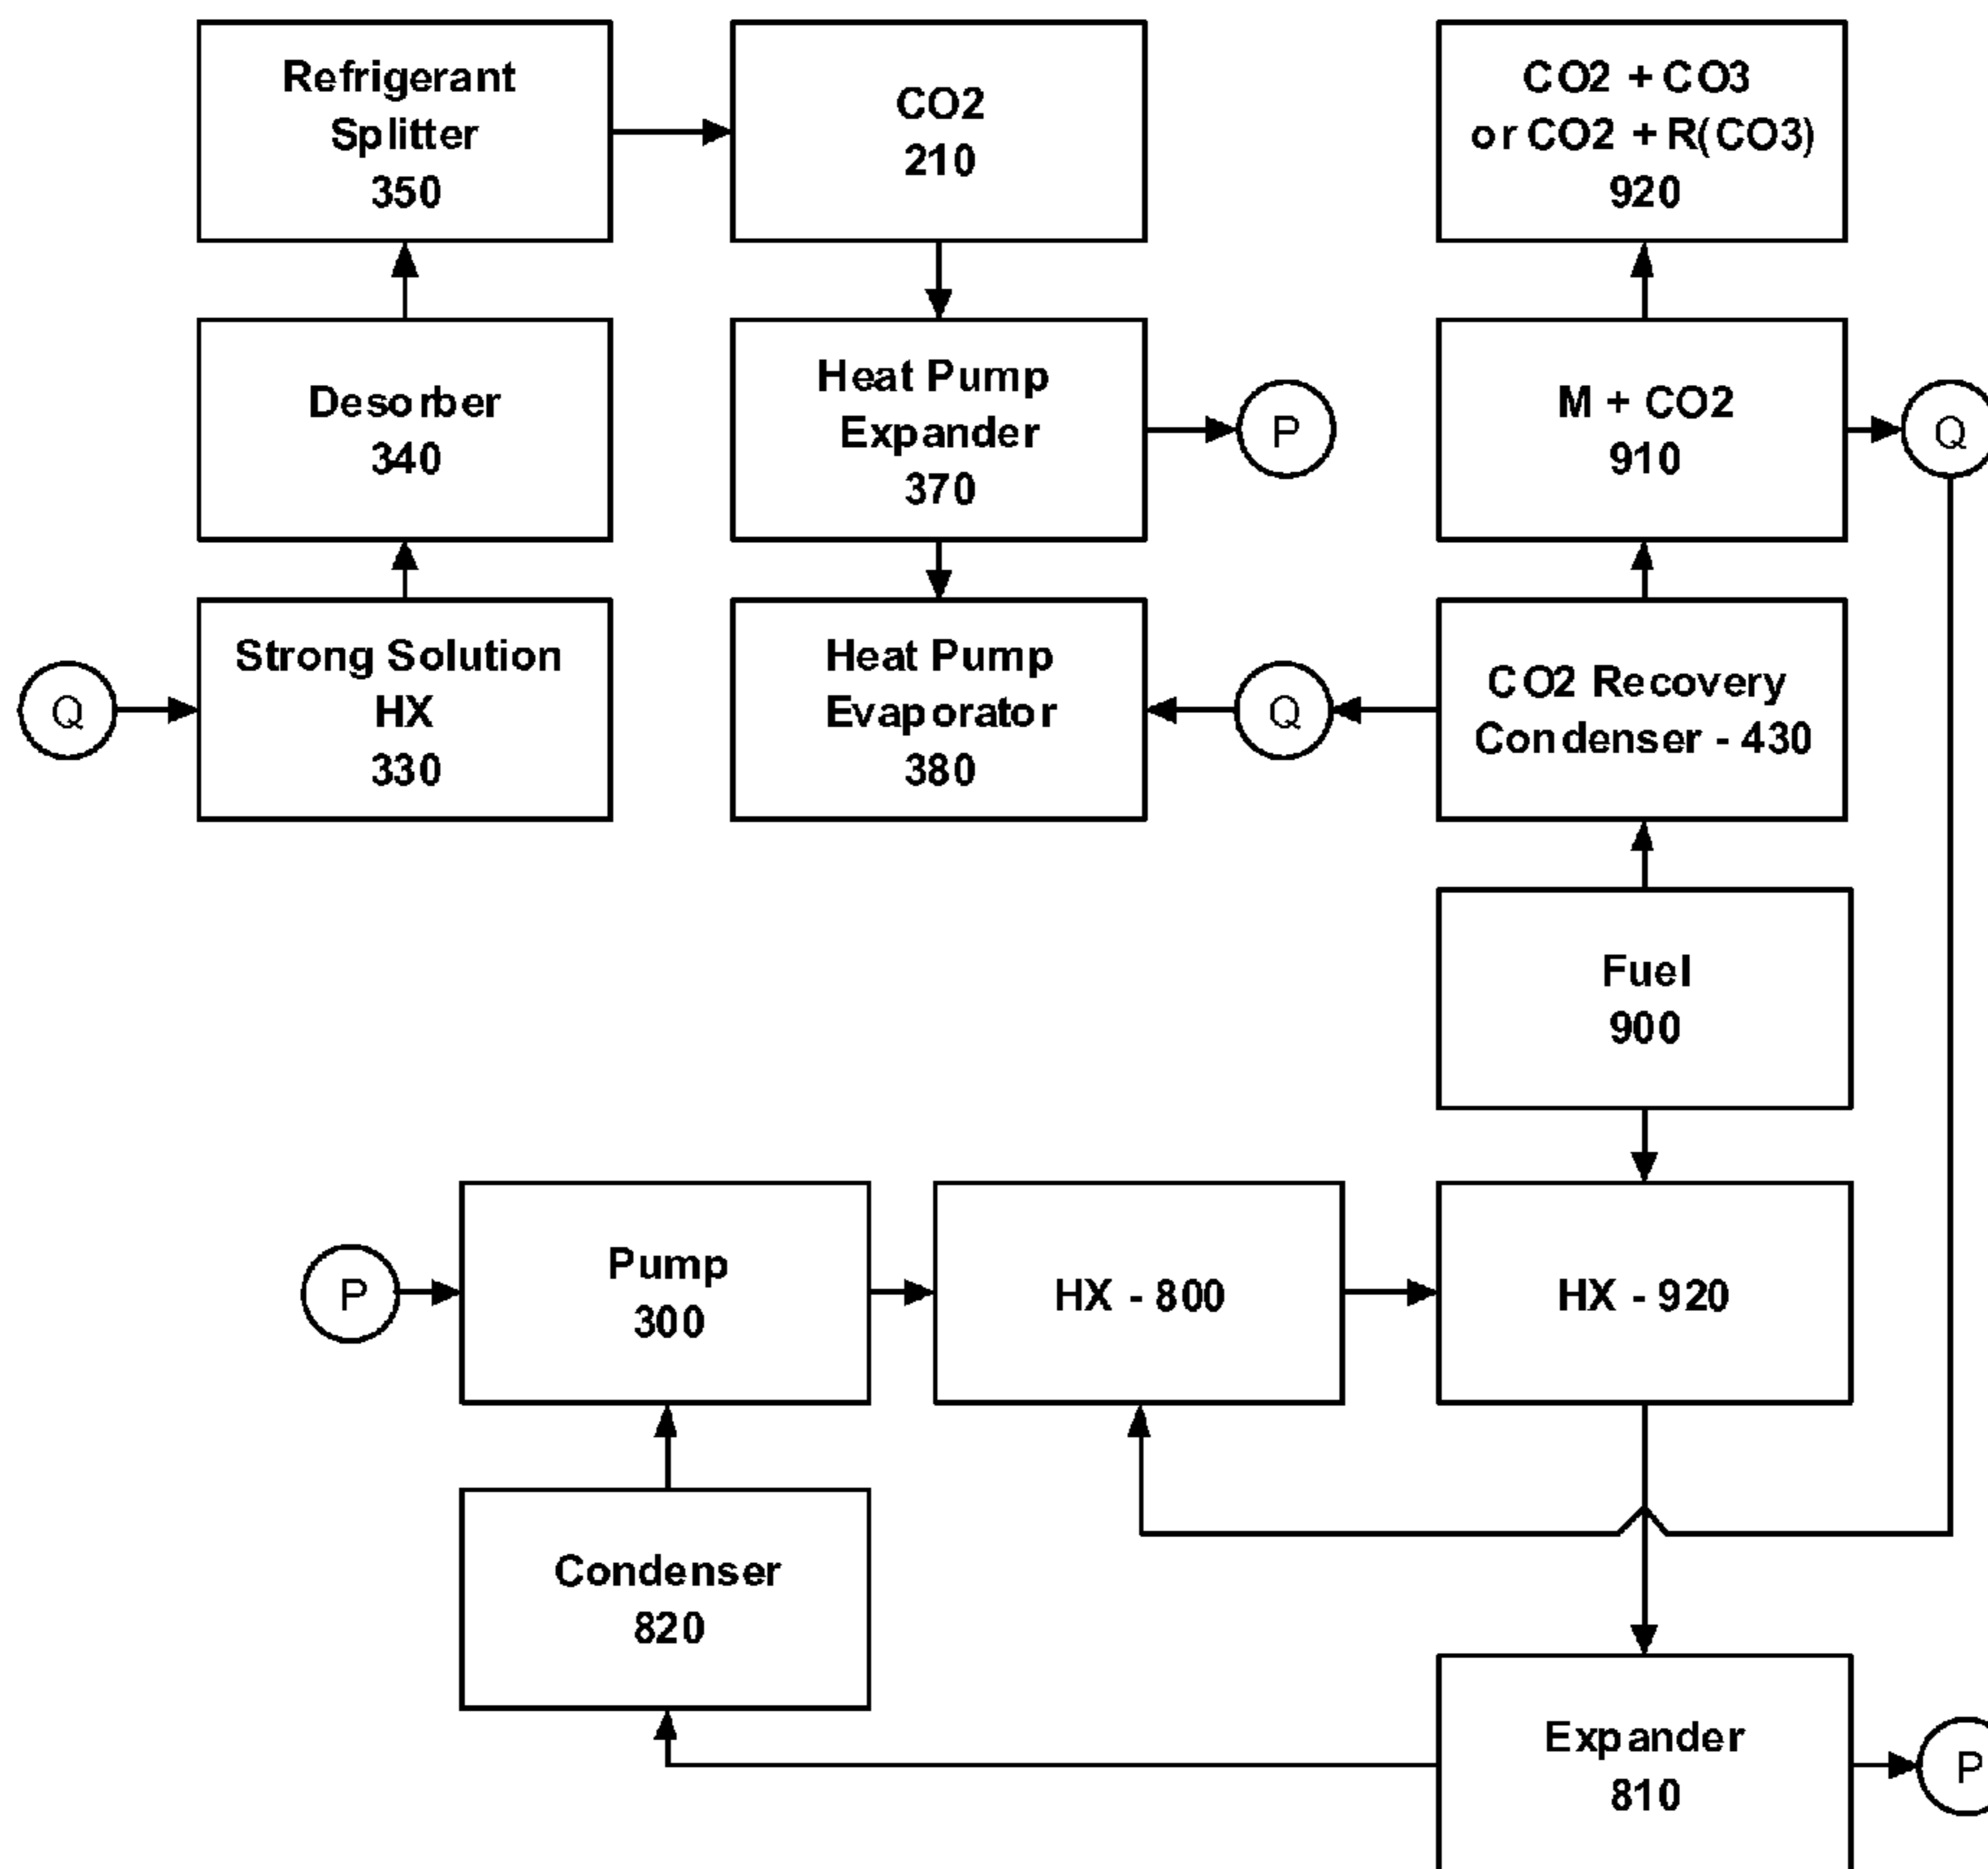 Refrigerant
Splitter
350
CO2
210
CO2 + CO3
or CO2 + R(CO3)
920
Desorber
340
Heat Pump
Expander
370
P
M + CO2
910
Q
Q
Strong Solution
HX
330
Heat Pump
Evaporator
380
Q
CO2 Recovery
Condenser - 430
Fuel
900
P
Pump
300
HX - 800
HX - 920
Condenser
820
Expander
810
P